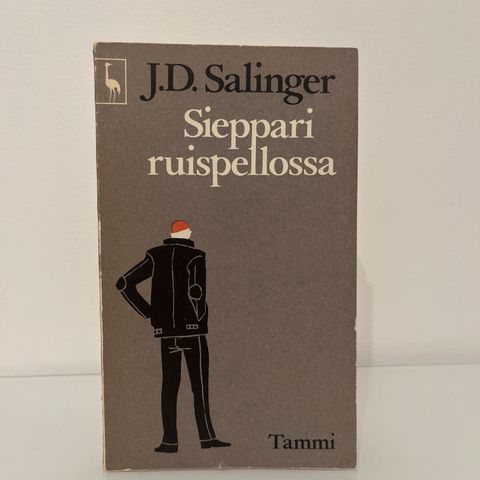 J.D. Salinger
Sieppari
ruispellossa
Tammi